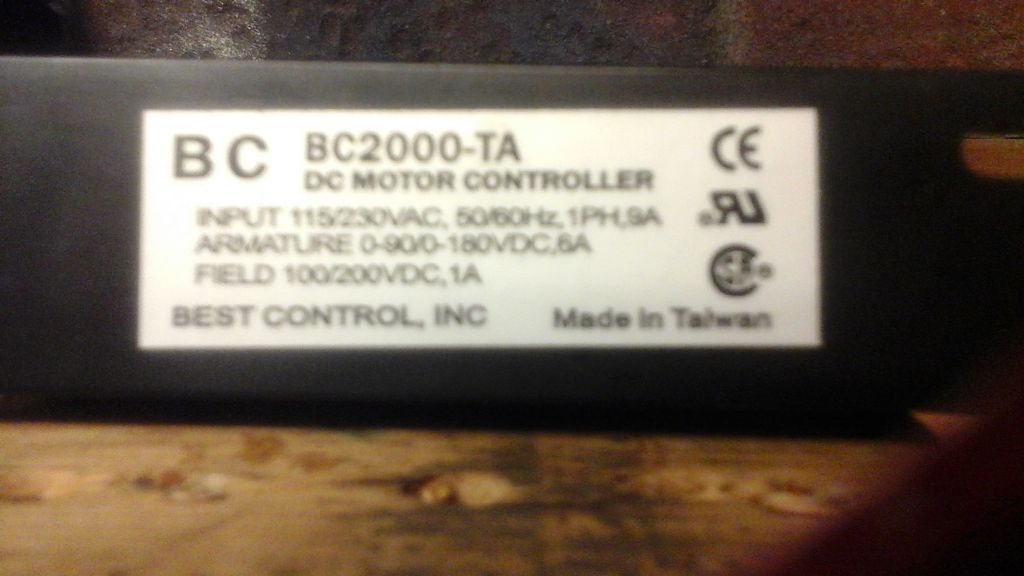 BC BC2000-TA CE
DC MOTOR CONTROLLER
INPUT 115/230VAC, 50/60Hz, 1PH, 9A
ARMATURE 0-90/0-180VDC, 6A
FIELD 100/200VDC, 1A
BEST CONTROL, INC Made in Taiwan